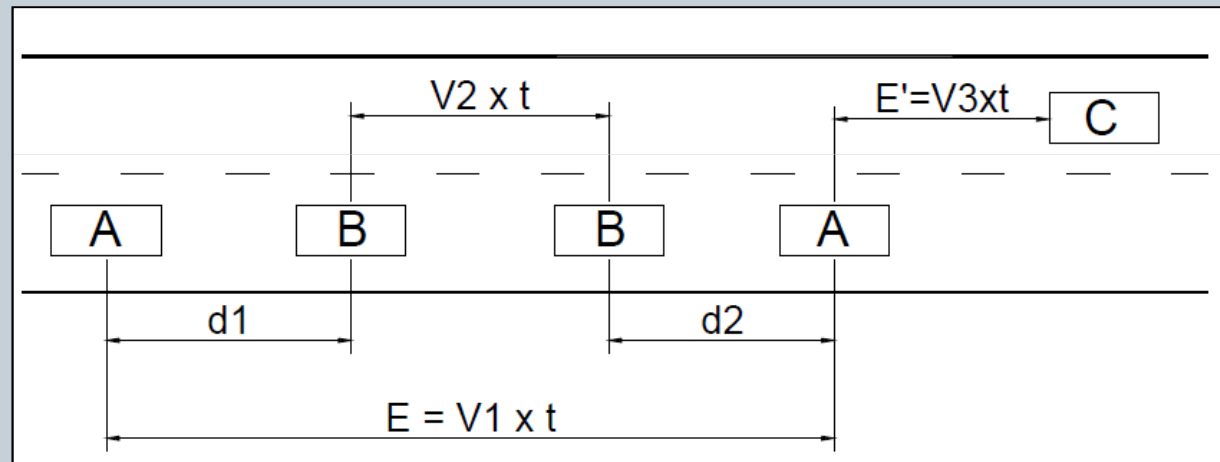 V2 x t
E'=V3xt
C
A
B
B
A
d1
d2
E = V1 x t